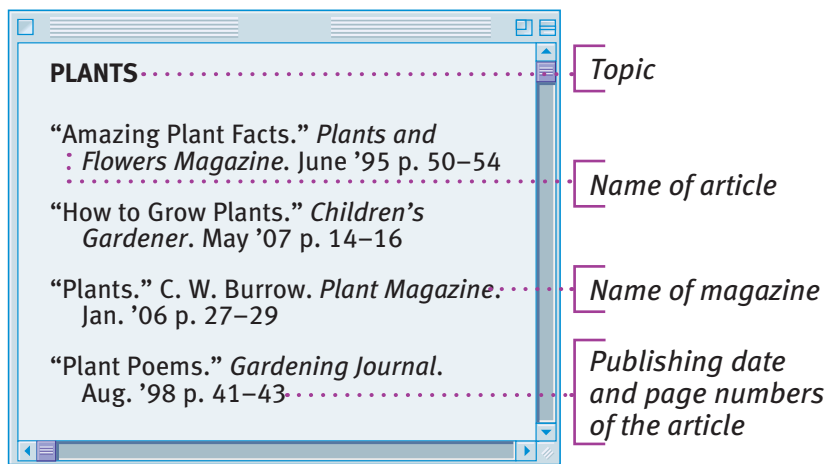 PLANTS
Topic
“Amazing Plant Facts.” Plants and
Flowers Magazine. June ’95 p. 50–54
Name of article
“How to Grow Plants.” Children’s
Gardener. May ’07 p. 14–16
“Plants.” C. W. Burrow. Plant Magazine.
Jan. ’06 p. 27–29
Name of magazine
“Plant Poems.” Gardening Journal.
Aug. ’98 p. 41–43
Publishing date
and page numbers
of the article